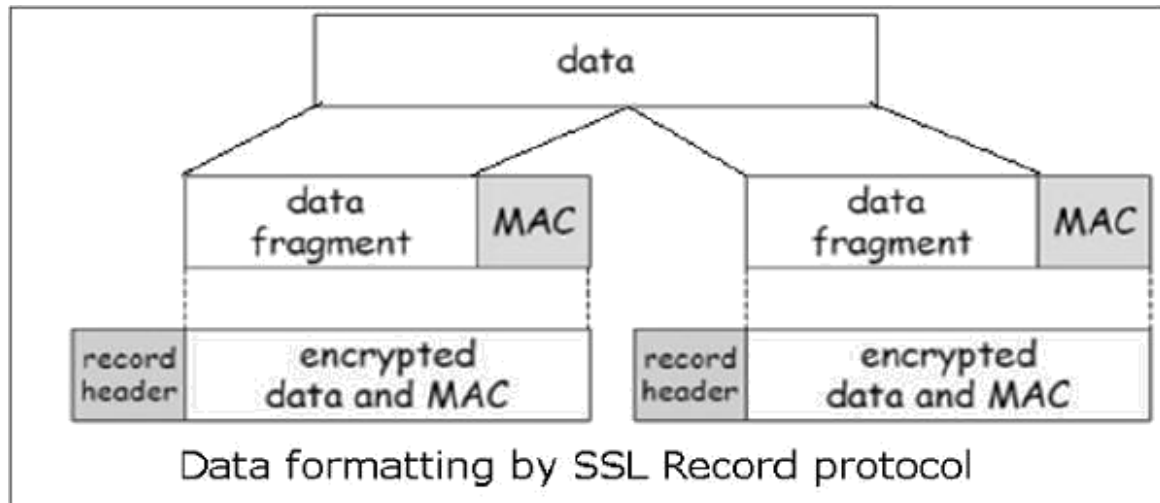 data
data
fragment
MAC
data
fragment
MAC
record
header
encrypted
data and MAC
record
header
encrypted
data and MAC
Data formatting by SSL Record protocol